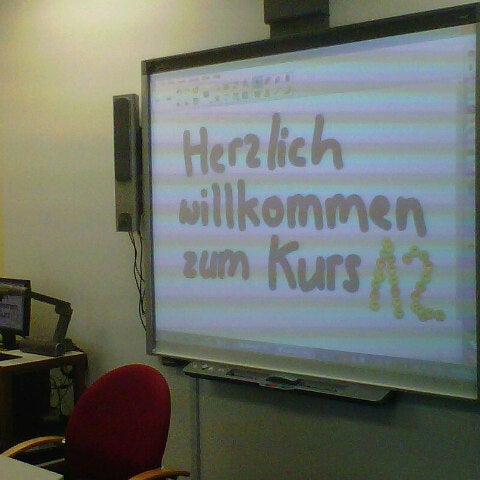 Herzlich
willkommen
zum Kurs A2.